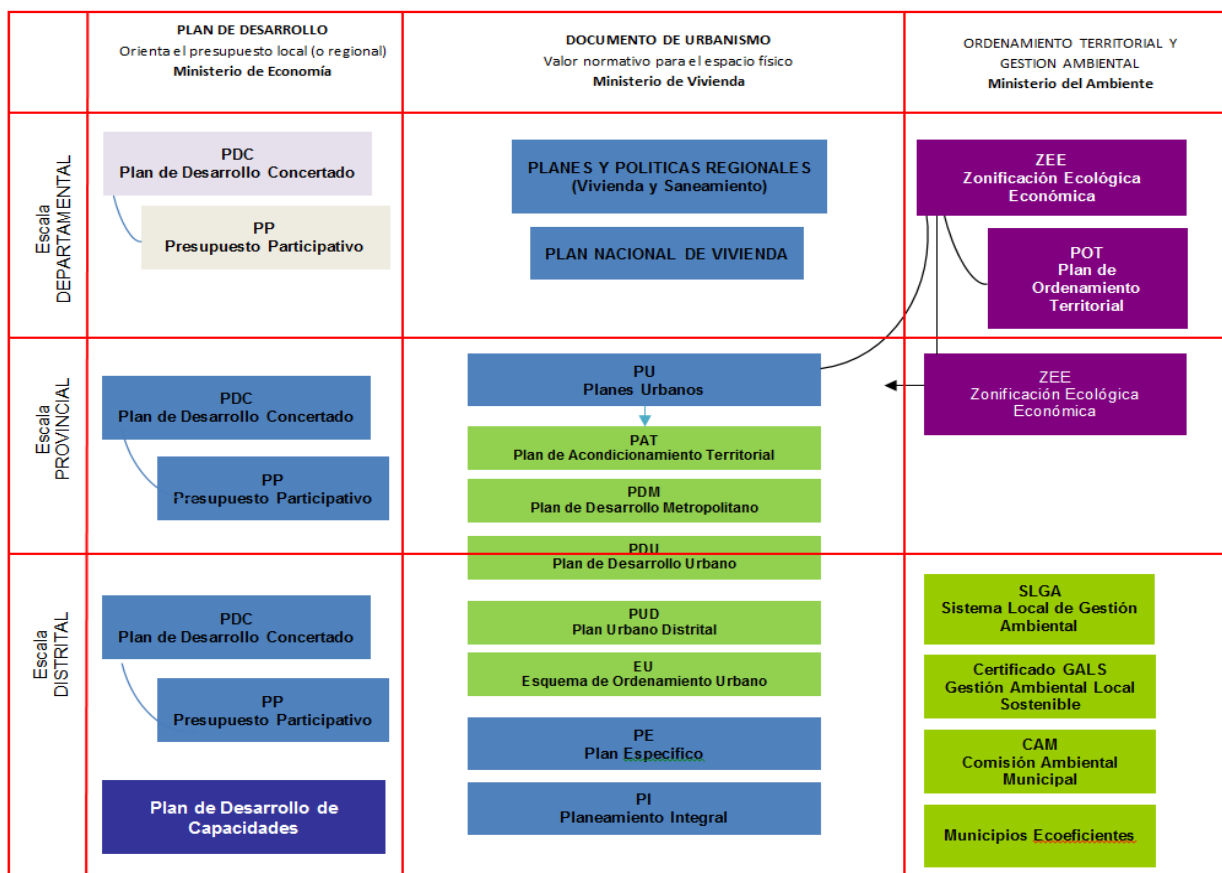 PLAN DE DESARROLLO
Orienta el presupuesto local (o regional)
Ministerio de Economía
DOCUMENTO DE URBANISMO
Valor normativo para el espacio físico
Ministerio de Vivienda
ORDENAMIENTO TERRITORIAL Y
GESTION AMBIENTAL
Ministerio del Ambiente
Escala
DEPARTAMENTAL
PDC
Plan de Desarrollo Concertado
PP
Presupuesto Participativo
PLANES Y POLITICAS REGIONALES
(Vivienda y Saneamiento)
PLAN NACIONAL DE VIVIENDA
ZEE
Zonificación Ecológica
Económica
POT
Plan de
Ordenamiento
Territorial
Escala
PROVINCIAL
PDC
Plan de Desarrollo Concertado
PP
Presupuesto Participativo
PU
Planes Urbanos
PAT
Plan de Acondicionamiento Territorial
PDM
Plan de Desarrollo Metropolitano
PDU
Plan de Desarrollo Urbano
ZEE
Zonificación Ecológica
Económica
Escala
DISTRITAL
PDC
Plan de Desarrollo Concertado
PP
Presupuesto Participativo
Plan de Desarrollo de
Capacidades
PUD
Plan Urbano Distrital
EU
Esquema de Ordenamiento Urbano
PE
Plan Especifico
PI
Planeamiento Integral
SLGA
Sistema Local de Gestión
Ambiental
Certificado GALS
Gestión Ambiental Local
Sostenible
CAM
Comisión Ambiental
Municipal
Municipios Ecoeficientes